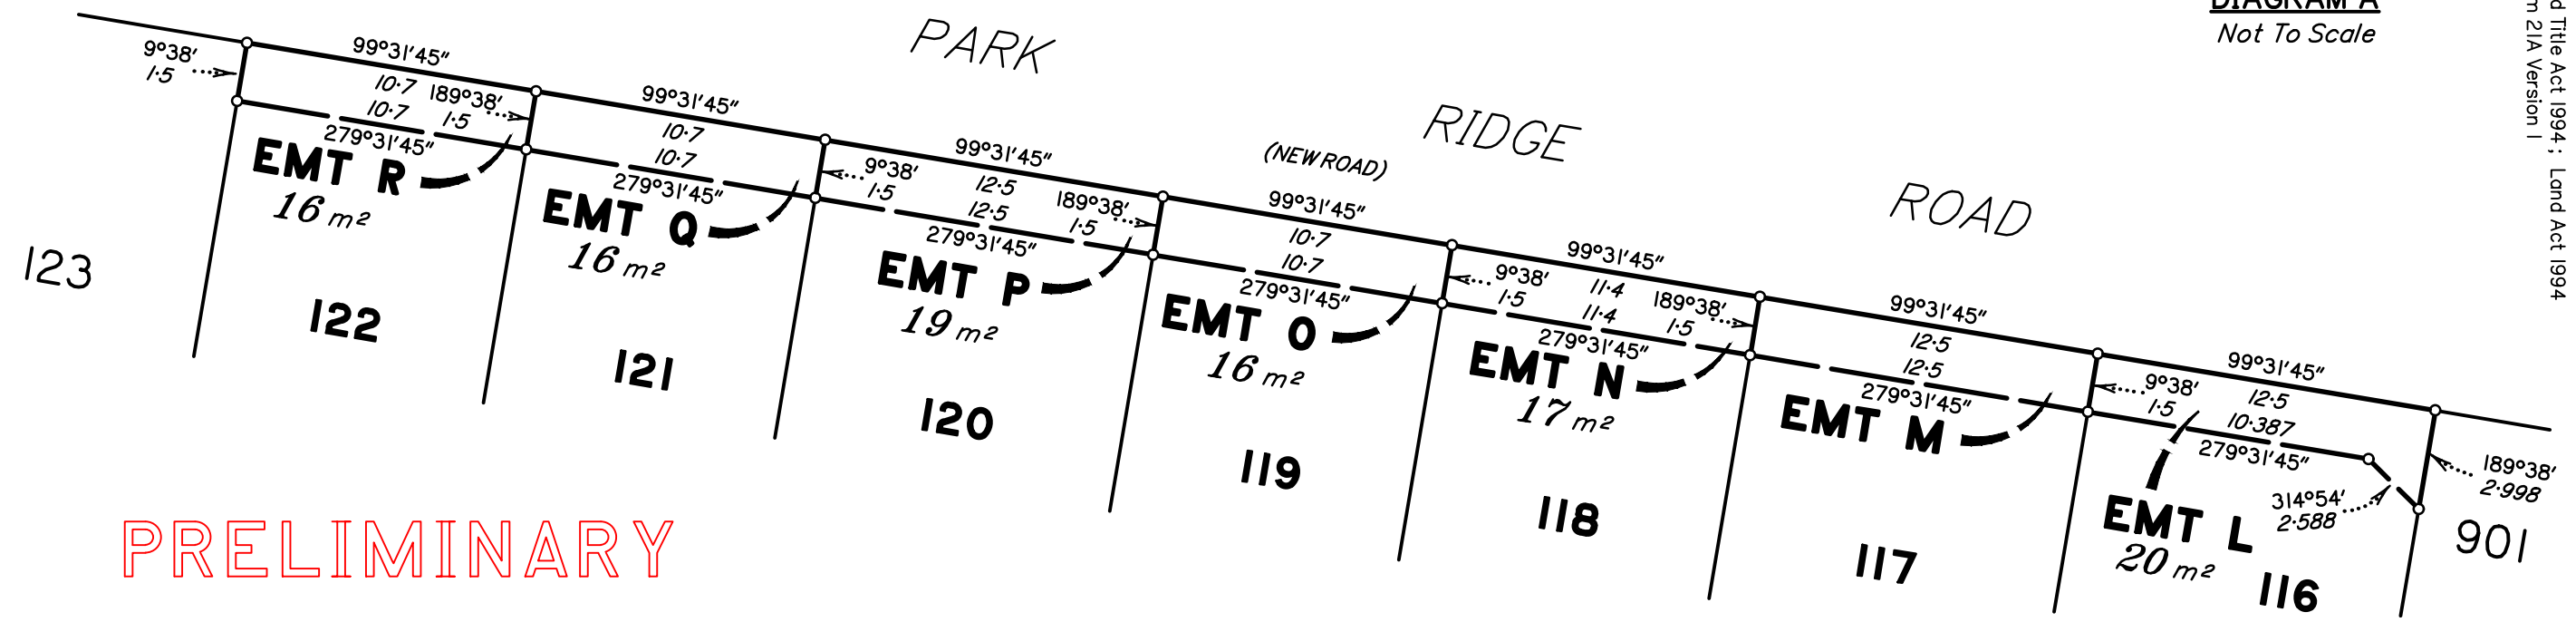 DIAGRAM A
Not To Scale
d Title Act 1994 ; Land Act 1994
m 21A Version 1
PARK
RIDGE
ROAD
(NEW ROAD)
9°38'
1·5
99°31'45"
10·7
10·7
279°31'45"
189°38'
1·5
EMT R
16 m²
99°31'45"
10·7
10·7
279°31'45"
EMT Q
16 m²
9°38'
1·5
99°31'45"
12·5
12·5
279°31'45"
189°38'
1·5
EMT P
19 m²
99°31'45"
10·7
10·7
279°31'45"
EMT O
16 m²
9°38'
1·5
99°31'45"
11·4
11·4
279°31'45"
189°38'
1·5
EMT N
17 m²
99°31'45"
12·5
12·5
279°31'45"
EMT M
9°38'
1·5
99°31'45"
12·5
10·387
279°31'45"
EMT L
20 m²
314°54'
2·588
189°38'
2·998
123
122
121
120
119
118
117
116
901
PRELIMINARY